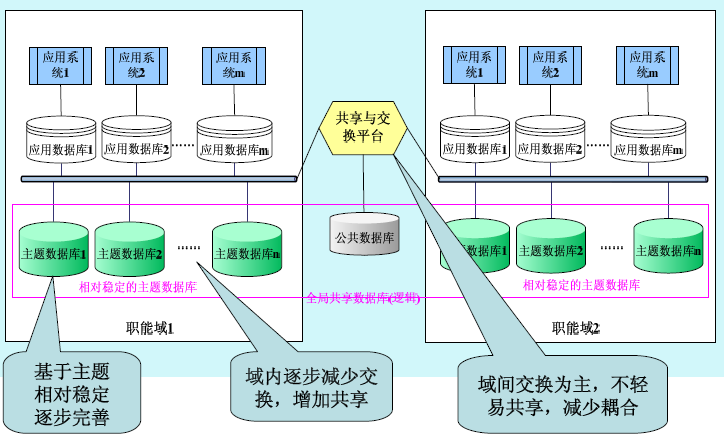 应用系
统1
应用系
统2
应用系
统m
应用系
统1
应用系
统2
应用系
统m
共享与交
换平台
应用数据库1
应用数据库2
……
应用数据库m
应用数据库1
应用数据库2
……
应用数据库m
主题数据库1
主题数据库2
……
主题数据库n
公共数据库
题数据库1
主题数据库2
……
主题数据库n
相对稳定的主题数据库
全局共享数据库(逻辑)
相对稳定的主题数据库
职能域1
职能域2
基于主题
相对稳定
逐步完善
域内逐步减少交
换，增加共享
域间交换为主，不轻
易共享，减少耦合